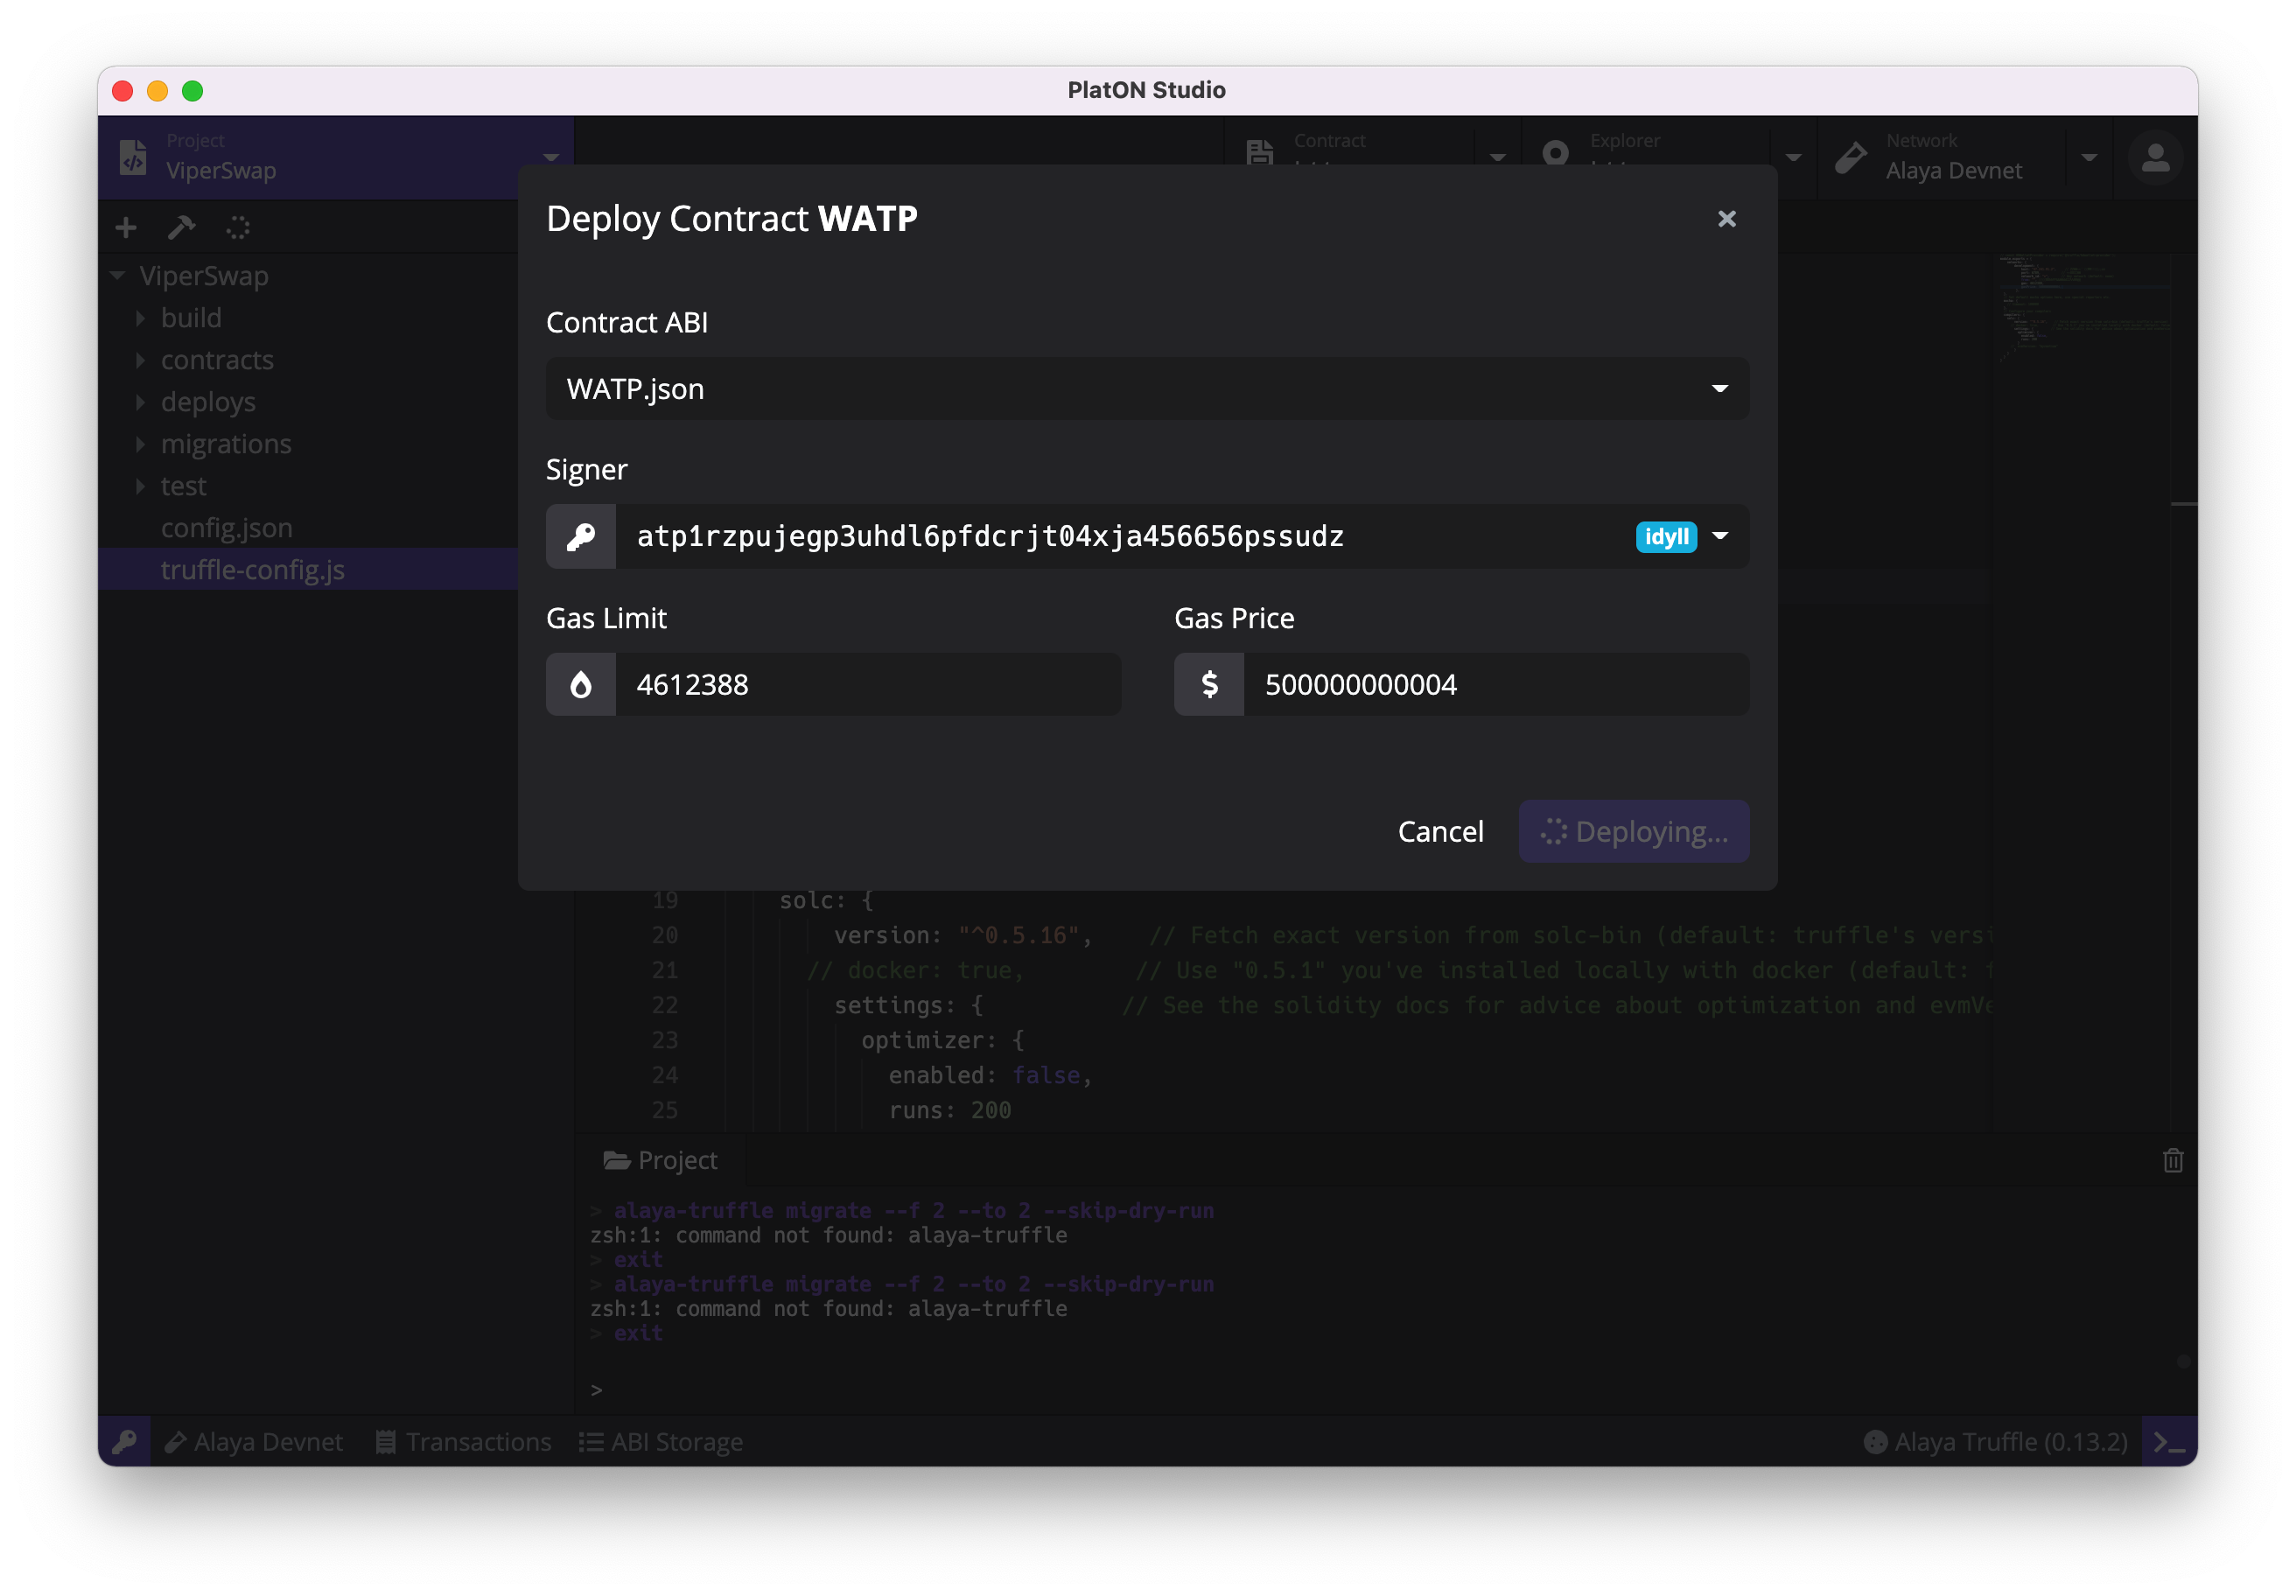 PlatON Studio
Project
ViperSwap
Contract
Explorer
Network
Alaya Devnet
ViperSwap
build
contracts
deploys
migrations
test
config.json
truffle-config.js
Deploy Contract WATP
Contract ABI
WATP.json
Signer
atp1rzpujegp3uhdl6pfdcrjt04xja456656pssudz
idyll
Gas Limit
Gas Price
4612388
$ 500000000004
Cancel
Deploying...
19 solc: {
20 version: "^0.5.16", // Fetch exact version from solc-bin (default: truffle's
21 // docker: true, // Use "0.5.1" you've installed locally with docker (default:
22 settings: { // See the solidity docs for advice about optimization and
23 optimizer: {
24 enabled: false,
25 runs: 200
Project
> alaya-truffle migrate --f 2 --to 2 --skip-dry-run
zsh:1: command not found: alaya-truffle
> exit
> alaya-truffle migrate --f 2 --to 2 --skip-dry-run
zsh:1: command not found: alaya-truffle
> exit
>
Alaya Devnet
Transactions
ABI Storage
Alaya Truffle (0.13.2)